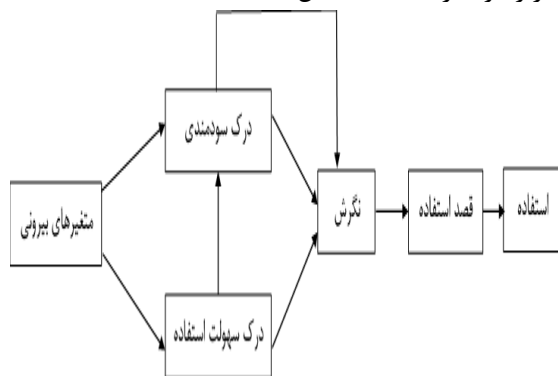 درک سودمندی
متغیرهای بیرونی
درک سهولت استفاده
نگرش
قصد استفاده
استفاده